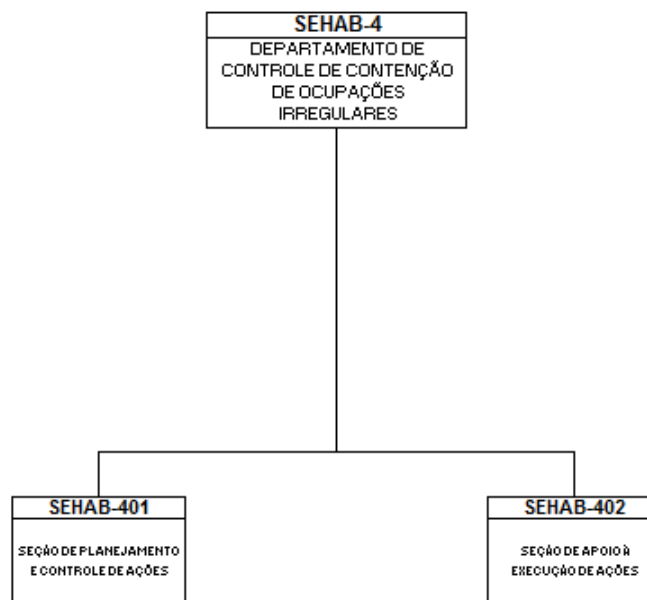 SEHAB-4
DEPARTAMENTO DE
CONTROLE DE CONTENÇÃO
DE OCUPAÇÕES
IRREGULARES
SEHAB-401
SEÇÃO DE PLANEJAMENTO
E CONTROLE DE AÇÕES
SEHAB-402
SEÇÃO DE APOIO À
EXECUÇÃO DE AÇÕES